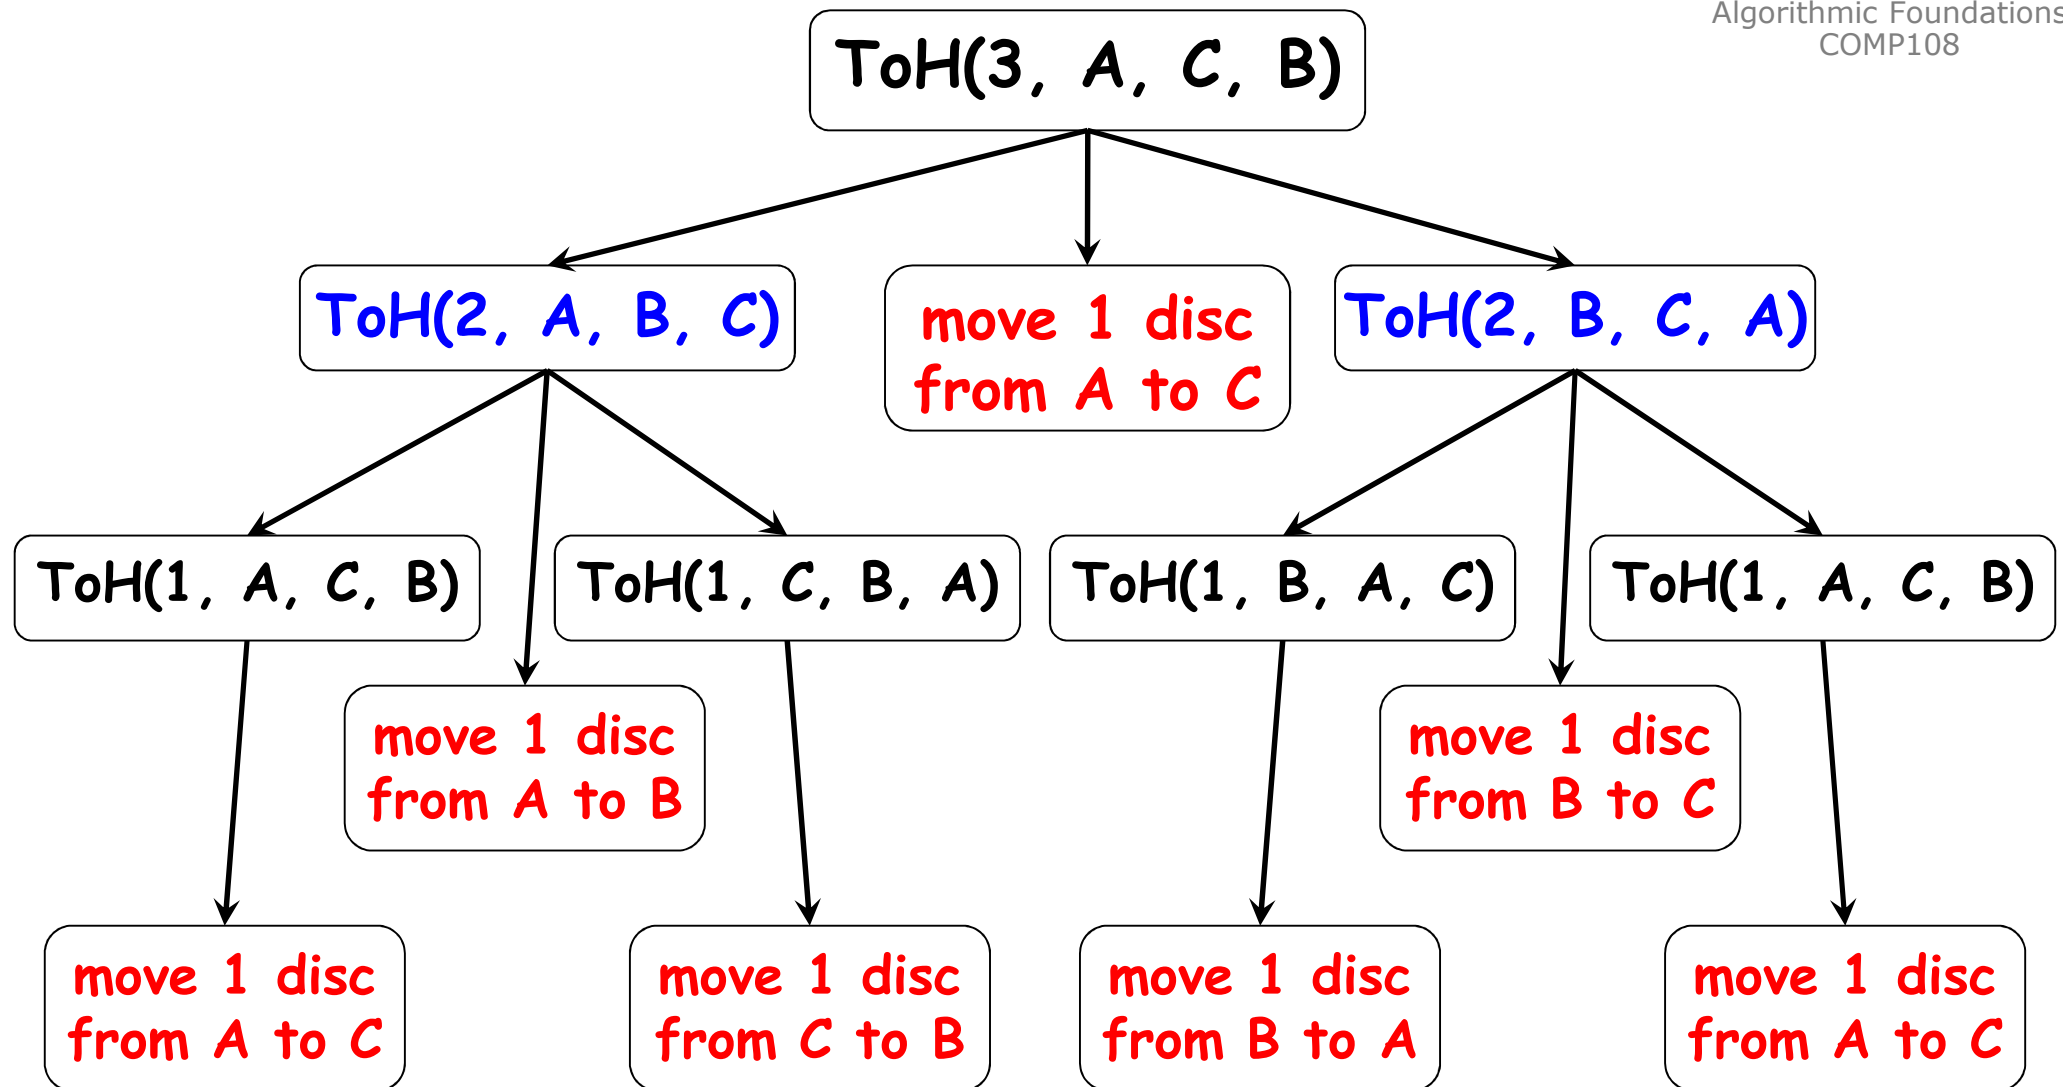 Algorithmic Foundations
COMP108
ToH(3, A, C, B)
ToH(2, A, B, C)
move 1 disc
from A to C
ToH(2, B, C, A)
ToH(1, A, C, B)
ToH(1, C, B, A)
ToH(1, B, A, C)
ToH(1, A, C, B)
move 1 disc
from A to B
move 1 disc
from B to C
move 1 disc
from A to C
move 1 disc
from C to B
move 1 disc
from B to A
move 1 disc
from A to C